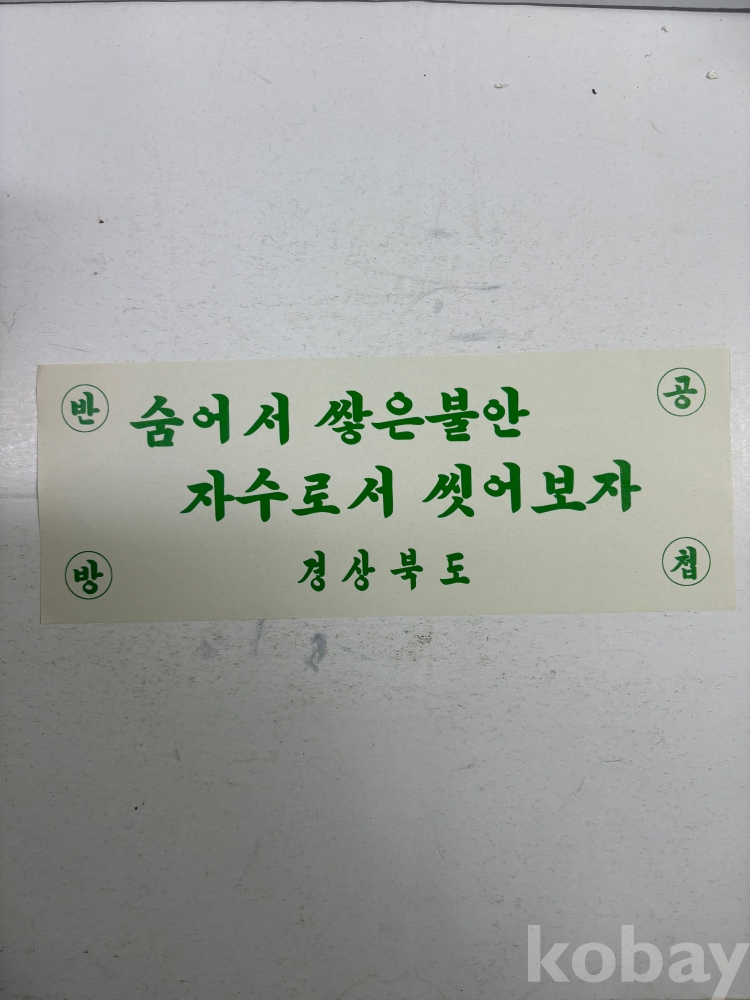 반 공
숨어서 쌓은불안
자수로서 씻어보자
방 첩
경상북도
kobay